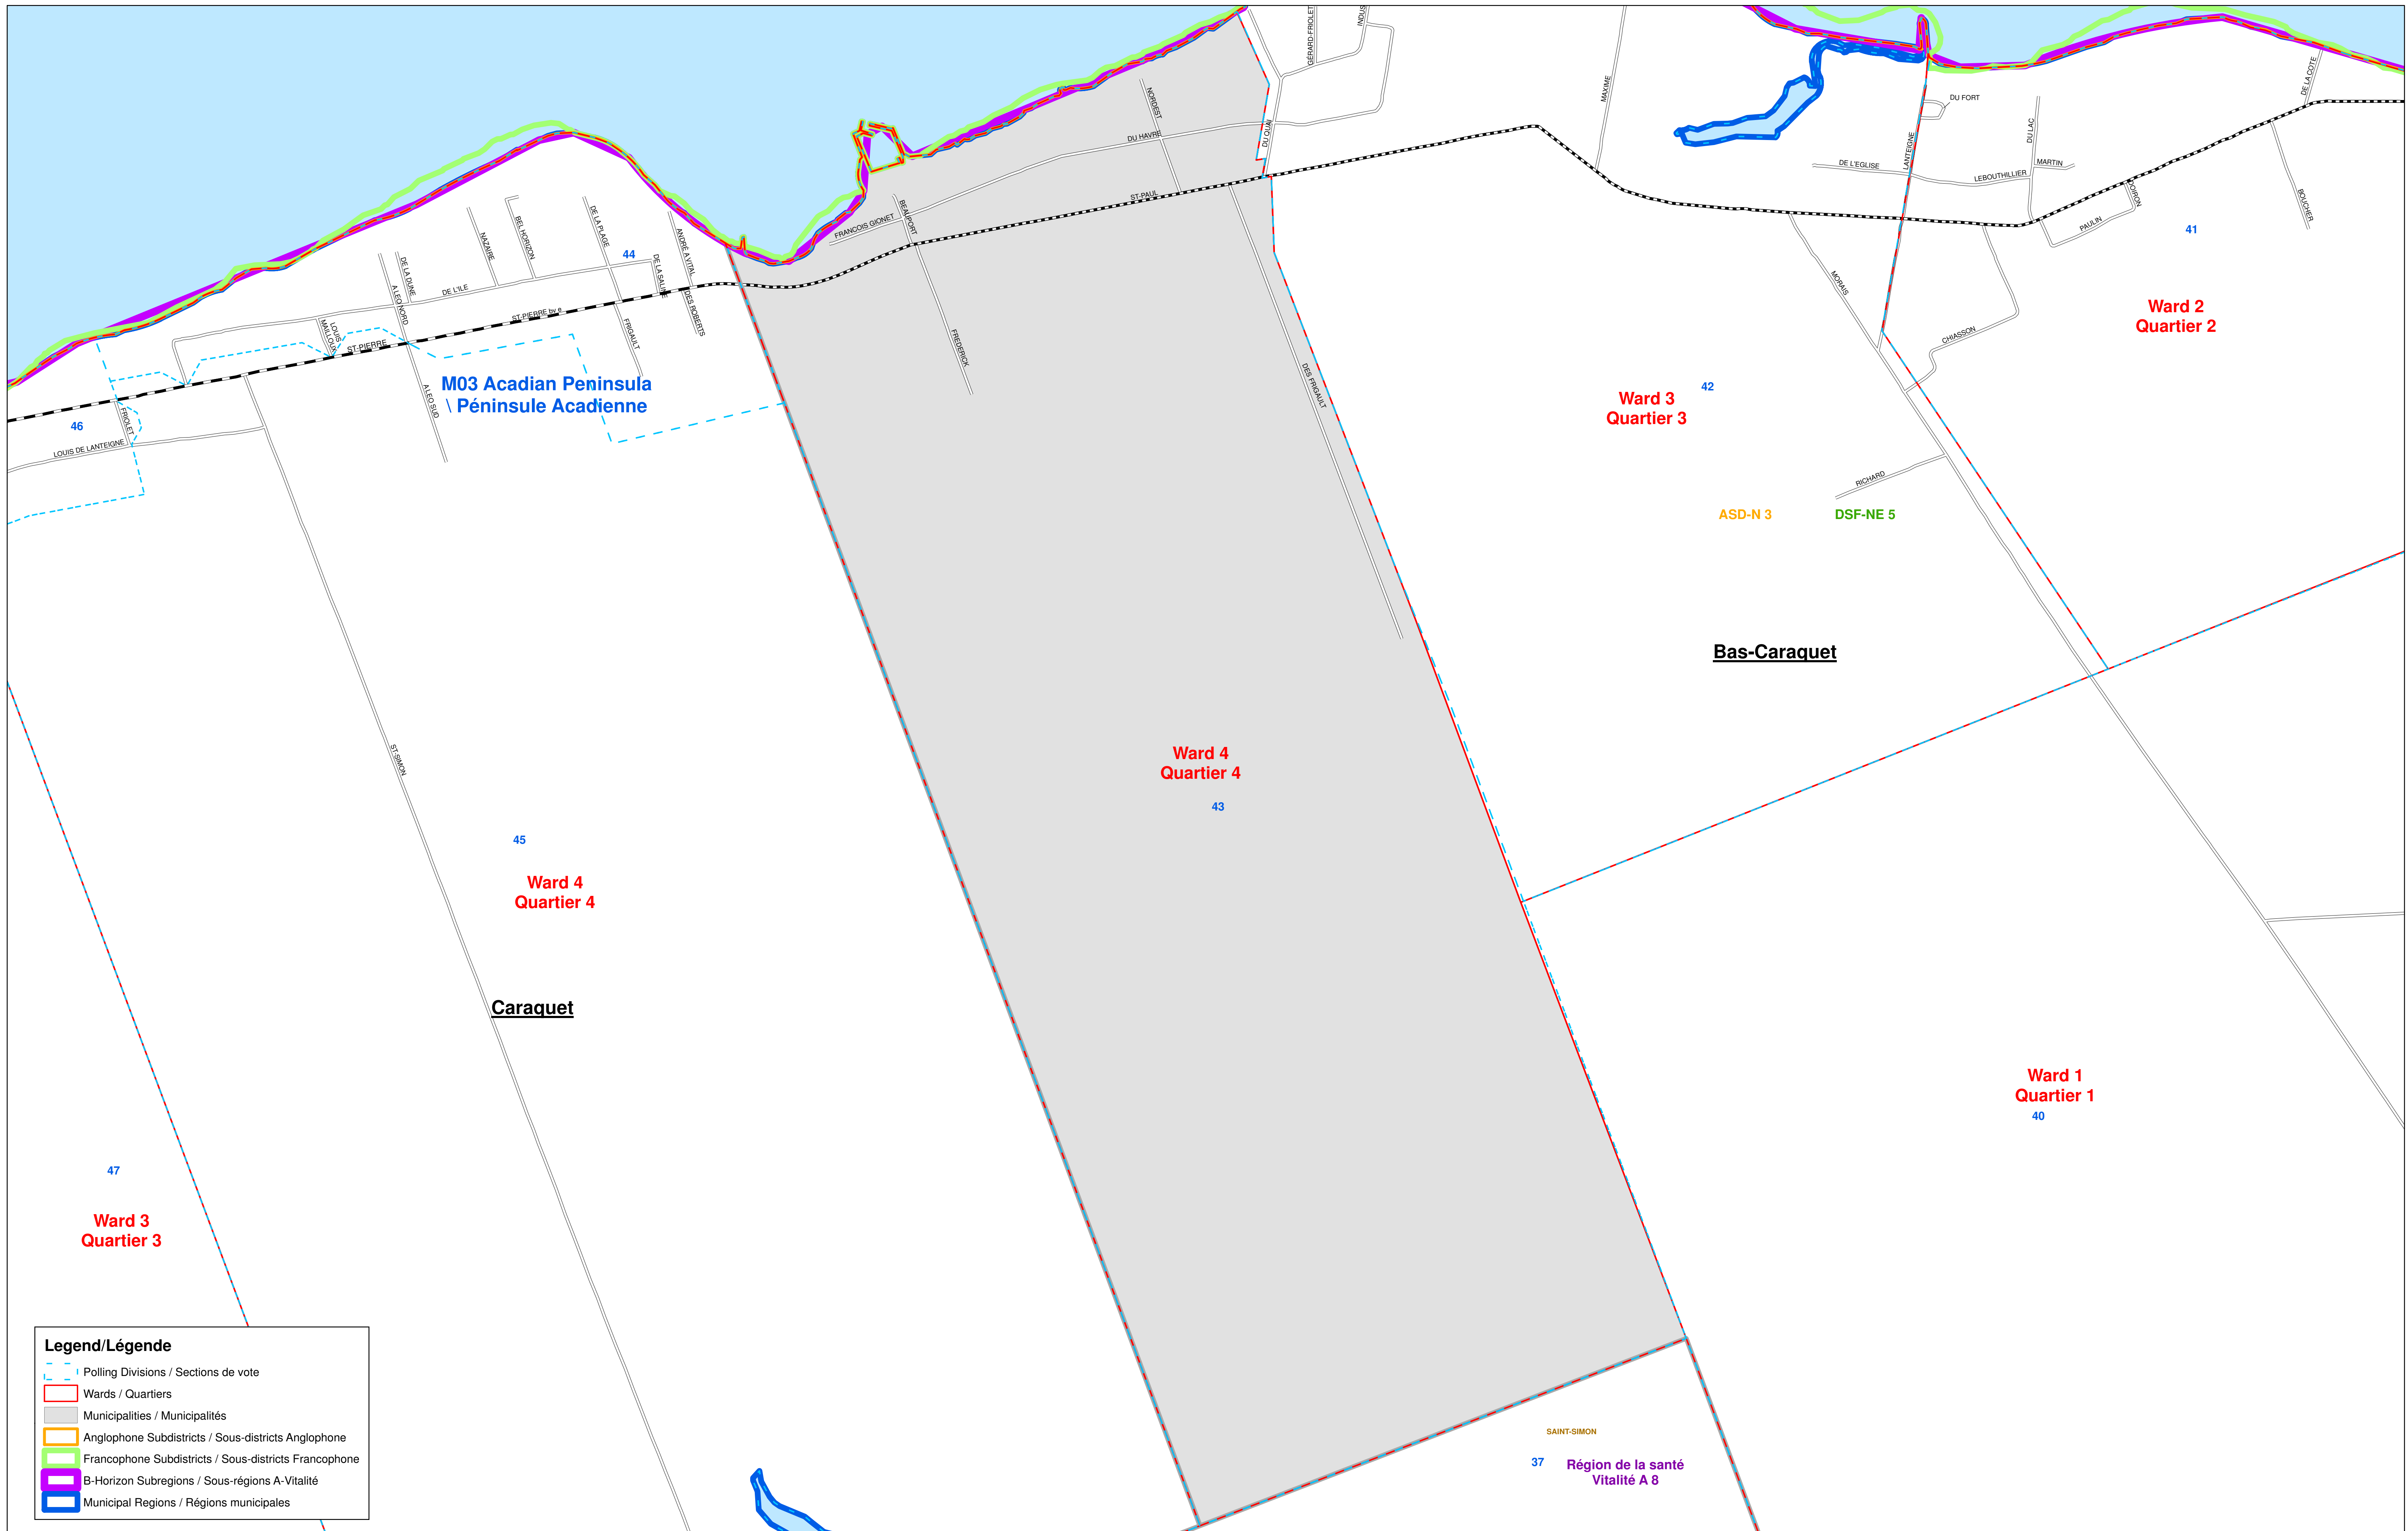 GÉRARD-FRIOLET
INDUS
NORDEST
DU HAVRE
DU QUAI
MAXIME
DU FORT
DE LA COTE
LANTEIGNE
DU LAC
DE L'EGLISE
MARTIN
LEBOUTHILLIER
DOIRON
BOUCHER
PAULIN
41
ST-PAUL
FRANCOIS GIONET
BEAUPORT
NAZAIRE
BEL HORIZON
DE LA PLAGE
ANDRÉ A VITAL
44
DE LA SALINE
DE LA DUNE
A LEO NORD
DE L'ILE
DES ROBERTS
ST-PIERRE by e
LOUIS
MAILLOUX
ST-PIERRE
FRIGAULT
FREDERICK
DES FRIGAULT
MORAIS
CHIASSON
Ward 2
Quartier 2
M03 Acadian Peninsula
\ Péninsule Acadienne
A LEO SUD
42
Ward 3
Quartier 3
46
FRIOLET
LOUIS DE LANTEIGNE
RICHARD
ASD-N 3
DSF-NE 5
Bas-Caraquet
ST-SIMON
Ward 4
Quartier 4
43
45
Ward 4
Quartier 4
Caraquet
Ward 1
Quartier 1
40
47
Ward 3
Quartier 3
SAINT-SIMON
37
Région de la santé
Vitalité A 8
Legend/Légende
Polling Divisions / Sections de vote
Wards / Quartiers
Municipalities / Municipalités
Anglophone Subdistricts / Sous-districts Anglophone
Francophone Subdistricts / Sous-districts Francophone
B-Horizon Subregions / Sous-régions A-Vitalité
Municipal Regions / Régions municipales